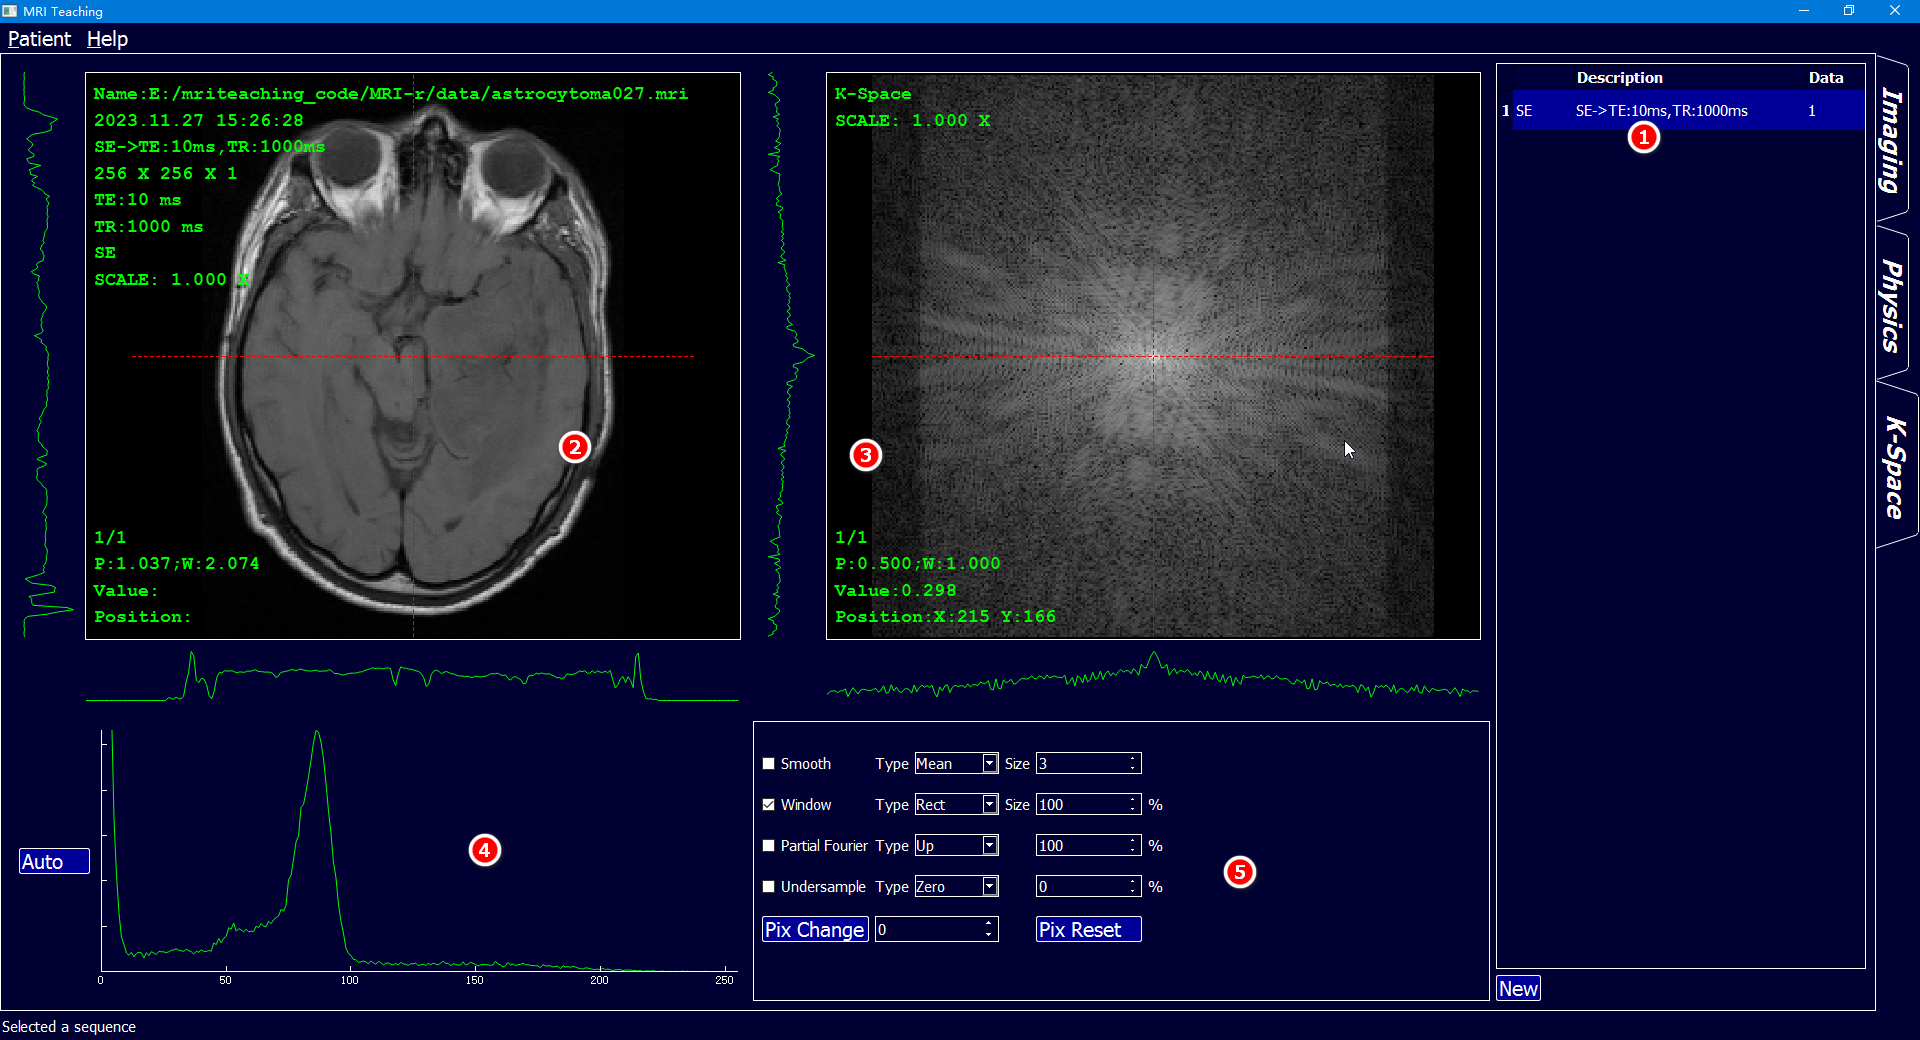 MRI Teaching
Patient Help
Name:E:/mriteaching_code/MRI-r/data/astrocytoma027.mri
2023.11.27 15:26:28
SE->TE:10ms,TR:1000ms
256 X 256 X 1
TE:10 ms
TR:1000 ms
SE
SCALE: 1.000 X
2
1/1
P:1.037;W:2.074
Value:
Position:
K-Space
SCALE: 1.000 X
3
1/1
P:0.500;W:1.000
Value:0.298
Position:X:215 Y:166
Description Data
1 SE SE->TE:10ms,TR:1000ms 1
1
Imaging
Physics
K-Space
Auto
4
0 50 100 150 200 250
Smooth Type Mean Size 3
Window Type Rect Size 100 %
Partial Fourier Type Up 100 %
Undersample Type Zero 0 %
Pix Change 0 Pix Reset
5
New
Selected a sequence